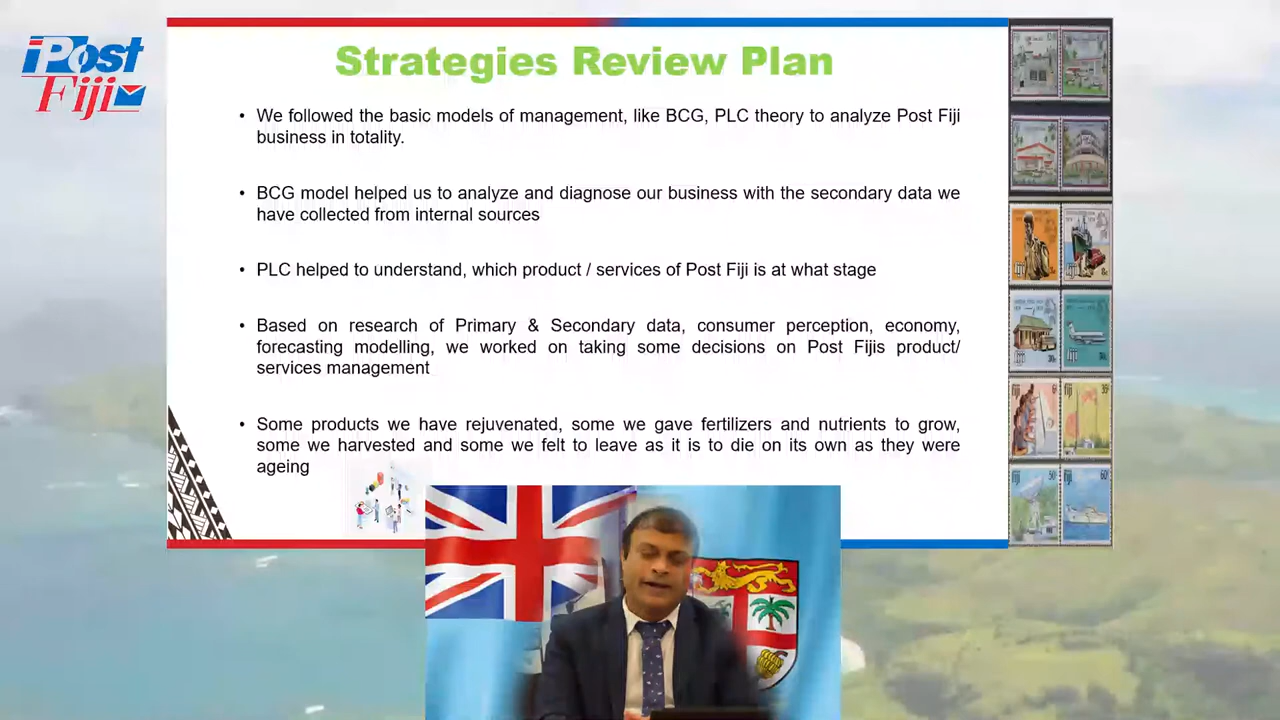 Post
Fiji
Strategies Review Plan
• We followed the basic models of management, like BCG, PLC theory to analyze Post Fiji
business in totality.
• BCG model helped us to analyze and diagnose our business with the secondary data we
have collected from internal sources
• PLC helped to understand, which product / services of Post Fiji is at what stage
• Based on research of Primary & Secondary data, consumer perception, economy,
forecasting modelling, we worked on taking some decisions on Post Fijis product/
services management
• Some products we have rejuvenated, some we gave fertilizers and nutrients to grow,
some we harvested and some we felt to leave as it is to die on its own as they were
ageing